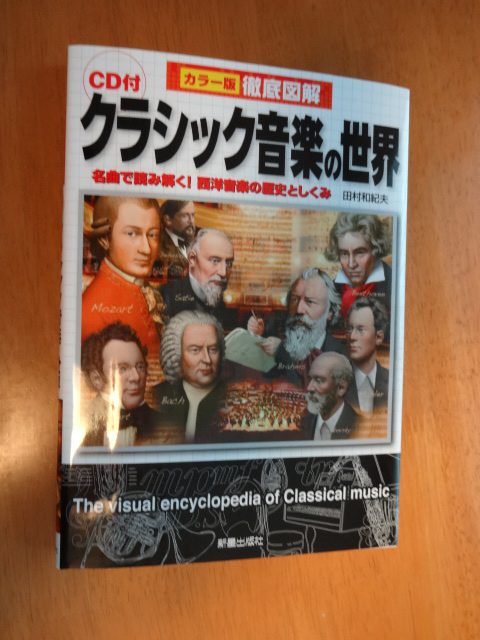 CD付
カラー版 徹底図解
クラシック音楽の世界
名曲で読み解く! 西洋音楽の歴史としくみ
田村和紀夫
Mozart
Satie
Beethoven
Brahms
Bach
The visual encyclopedia of Classical music
新星出版社